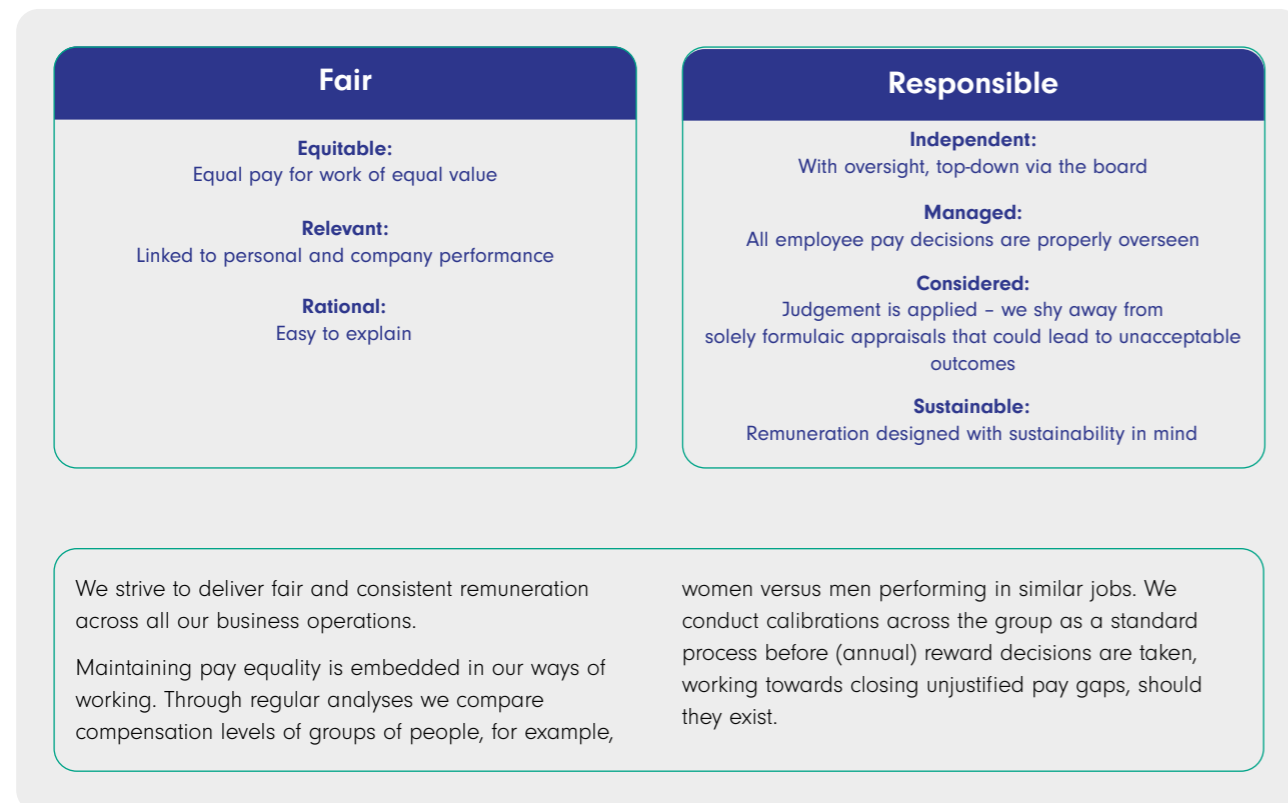 Fair
Equitable:
Equal pay for work of equal value
Relevant:
Linked to personal and company performance
Rational:
Easy to explain
Responsible
Independent:
With oversight, top-down via the board
Managed:
All employee pay decisions are properly overseen
Considered:
Judgement is applied – we shy away from
solely formulaic appraisals that could lead to unacceptable
outcomes
Sustainable:
Remuneration designed with sustainability in mind
We strive to deliver fair and consistent remuneration
across all our business operations.
Maintaining pay equality is embedded in our ways of
working. Through regular analyses we compare
compensation levels of groups of people, for example,
women versus men performing in similar jobs. We
conduct calibrations across the group as a standard
process before (annual) reward decisions are taken,
working towards closing unjustified pay gaps, should
they exist.